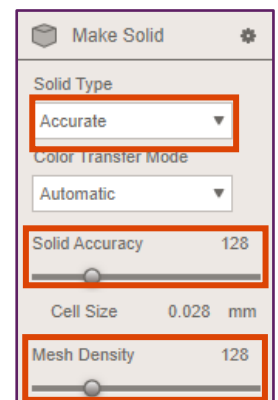 Make Solid
Solid Type
Accurate
Color Transfer Mode
Automatic
Solid Accuracy 128
Cell Size 0.028 mm
Mesh Density 128